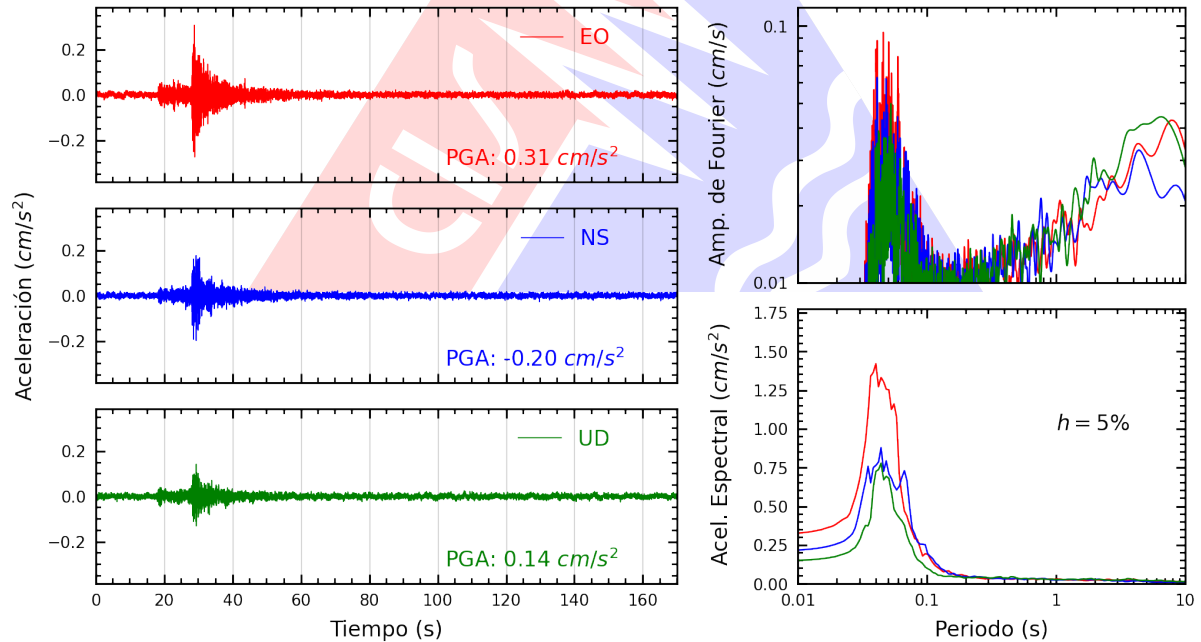 Aceleración (cm/s²)
0.2
0.0
−0.2
EO
PGA: 0.31 cm/s²
0.2
0.0
−0.2
NS
PGA: -0.20 cm/s²
0.2
0.0
−0.2
UD
PGA: 0.14 cm/s²
0 20 40 60 80 100 120 140 160
Tiempo (s)
Amp. de Fourier (cm/s)
0.1
0.01
Acel. Espectral (cm/s²)
1.75
1.50
1.25
1.00
0.75
0.50
0.25
0.00
h = 5%
0.01 0.1 1 10
Periodo (s)